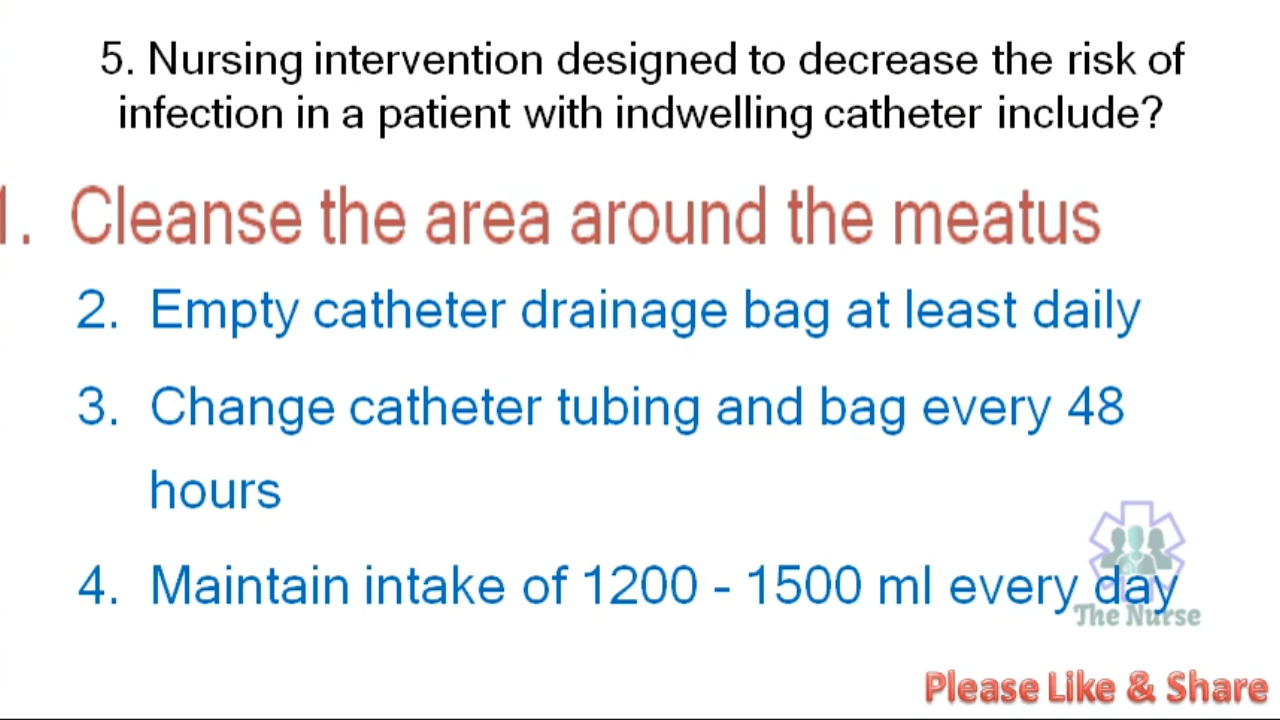 5. Nursing intervention designed to decrease the risk of
infection in a patient with indwelling catheter include?
1. Cleanse the area around the meatus
2. Empty catheter drainage bag at least daily
3. Change catheter tubing and bag every 48
hours
4. Maintain intake of 1200 - 1500 ml every day
The Nurse
Please Like & Share